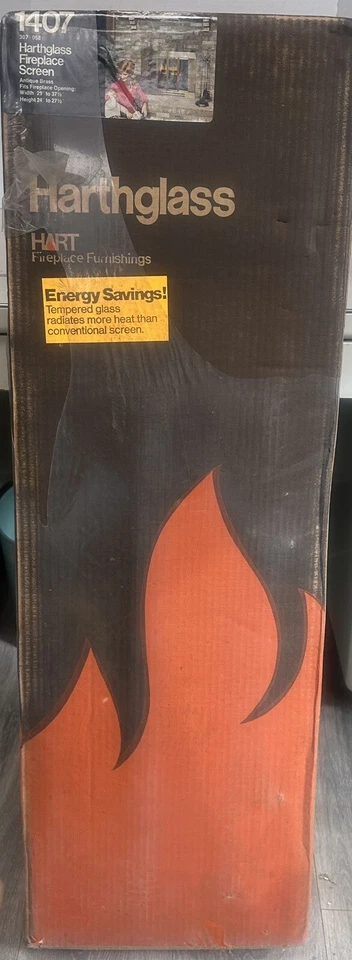 1407
Harthglass
Fireplace
Screen
Antique Brass
Fits Fireplace Opening:
Harthglass
HART
Fireplace Furnishings
Energy Savings!
Tempered glass
radiates more heat than
conventional screen.